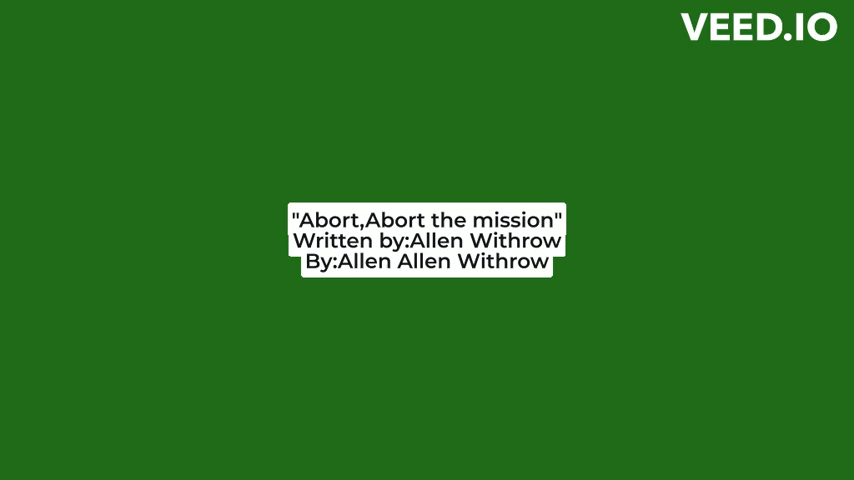 VEED.IO
"Abort,Abort the mission"
Written by:Allen Withrow
By:Allen Allen Withrow